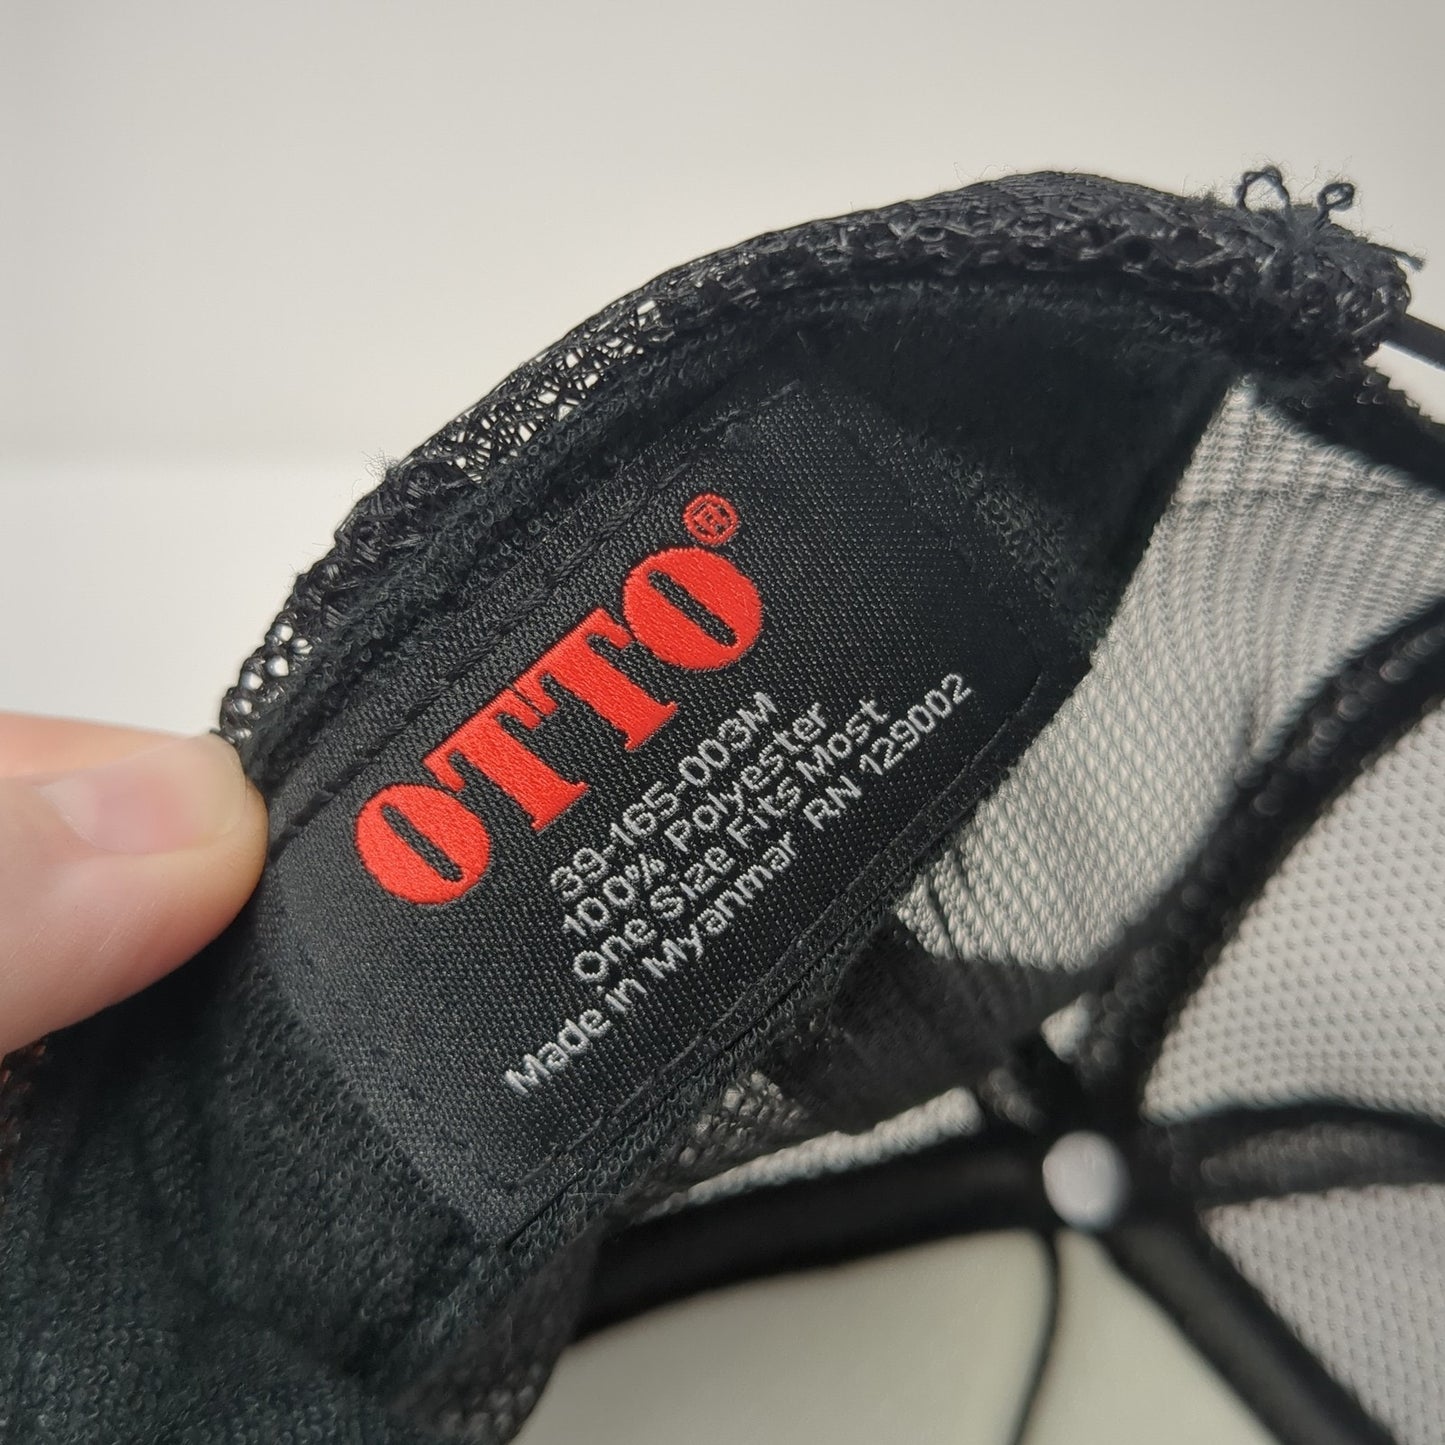 OTTO®
39-165-003M
100% Polyester
One Size Fits Most
Made in Myanmar RN 129002